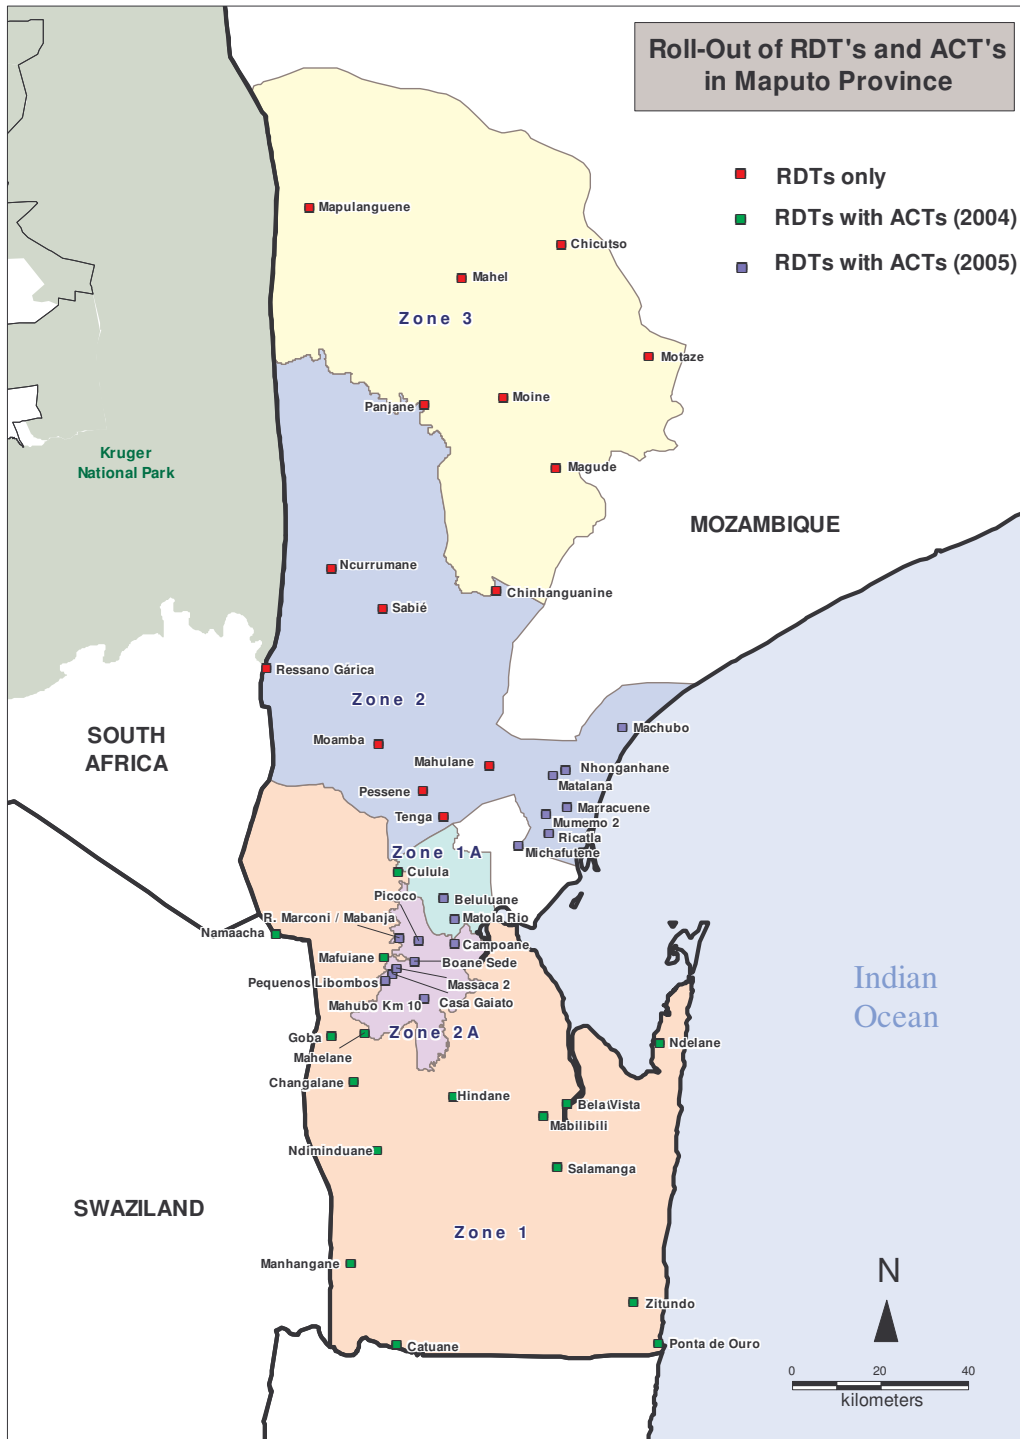 Roll-Out of RDT's and ACT's
in Maputo Province
RDTs only
RDTs with ACTs (2004)
RDTs with ACTs (2005)
Mapulanguene
Chicutso
Mahel
Zone 3
Motaze
Moine
Panjane
Kruger
National Park
Magude
MOZAMBIQUE
Ncurrumane
Chinhanguanine
Sabié
Ressano Gárica
Zone 2
Machubo
SOUTH
AFRICA
Moamba
Mahulane
Nhonganhane
Matalana
Pessene
Marracuene
Tenga
Mumemo 2
Ricatla
Zone 1A
Michafutene
Culula
Picoco
Beluluane
R. Marconi / Mabanja
Matola Rio
Namaacha
Campoane
Mafuiane
Boane Sede
Pequenos Libombos
Massaca 2
Mahubo Km 10
Casa Gaiato
Indian
Ocean
Goba
Zone 2A
Ndelane
Mahelane
Changalane
Hindane
Bela Vista
Mabilibili
Ndiminduane
Salamanga
SWAZILAND
Zone 1
Manhangane
N
Zitundo
Catuane
Ponta de Ouro
0 20 40
kilometers